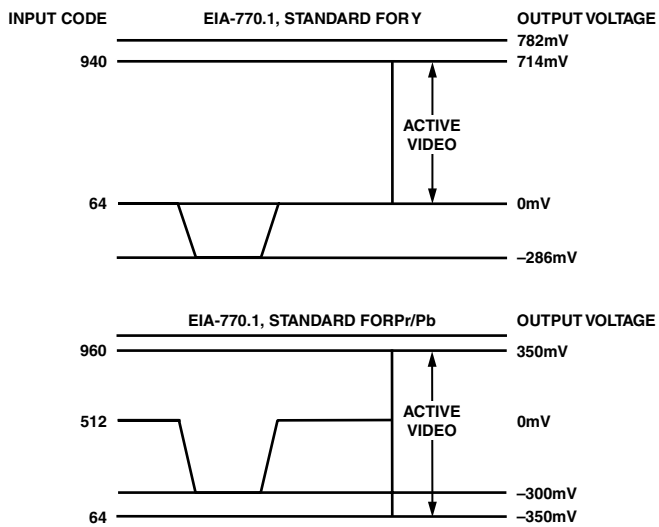 INPUT CODE EIA-770.1, STANDARD FOR Y OUTPUT VOLTAGE
782mV
940 714mV
ACTIVE
VIDEO
64 0mV
–286mV
EIA-770.1, STANDARD FORPr/Pb OUTPUT VOLTAGE
960 350mV
ACTIVE
VIDEO
512 0mV
–300mV
64 –350mV